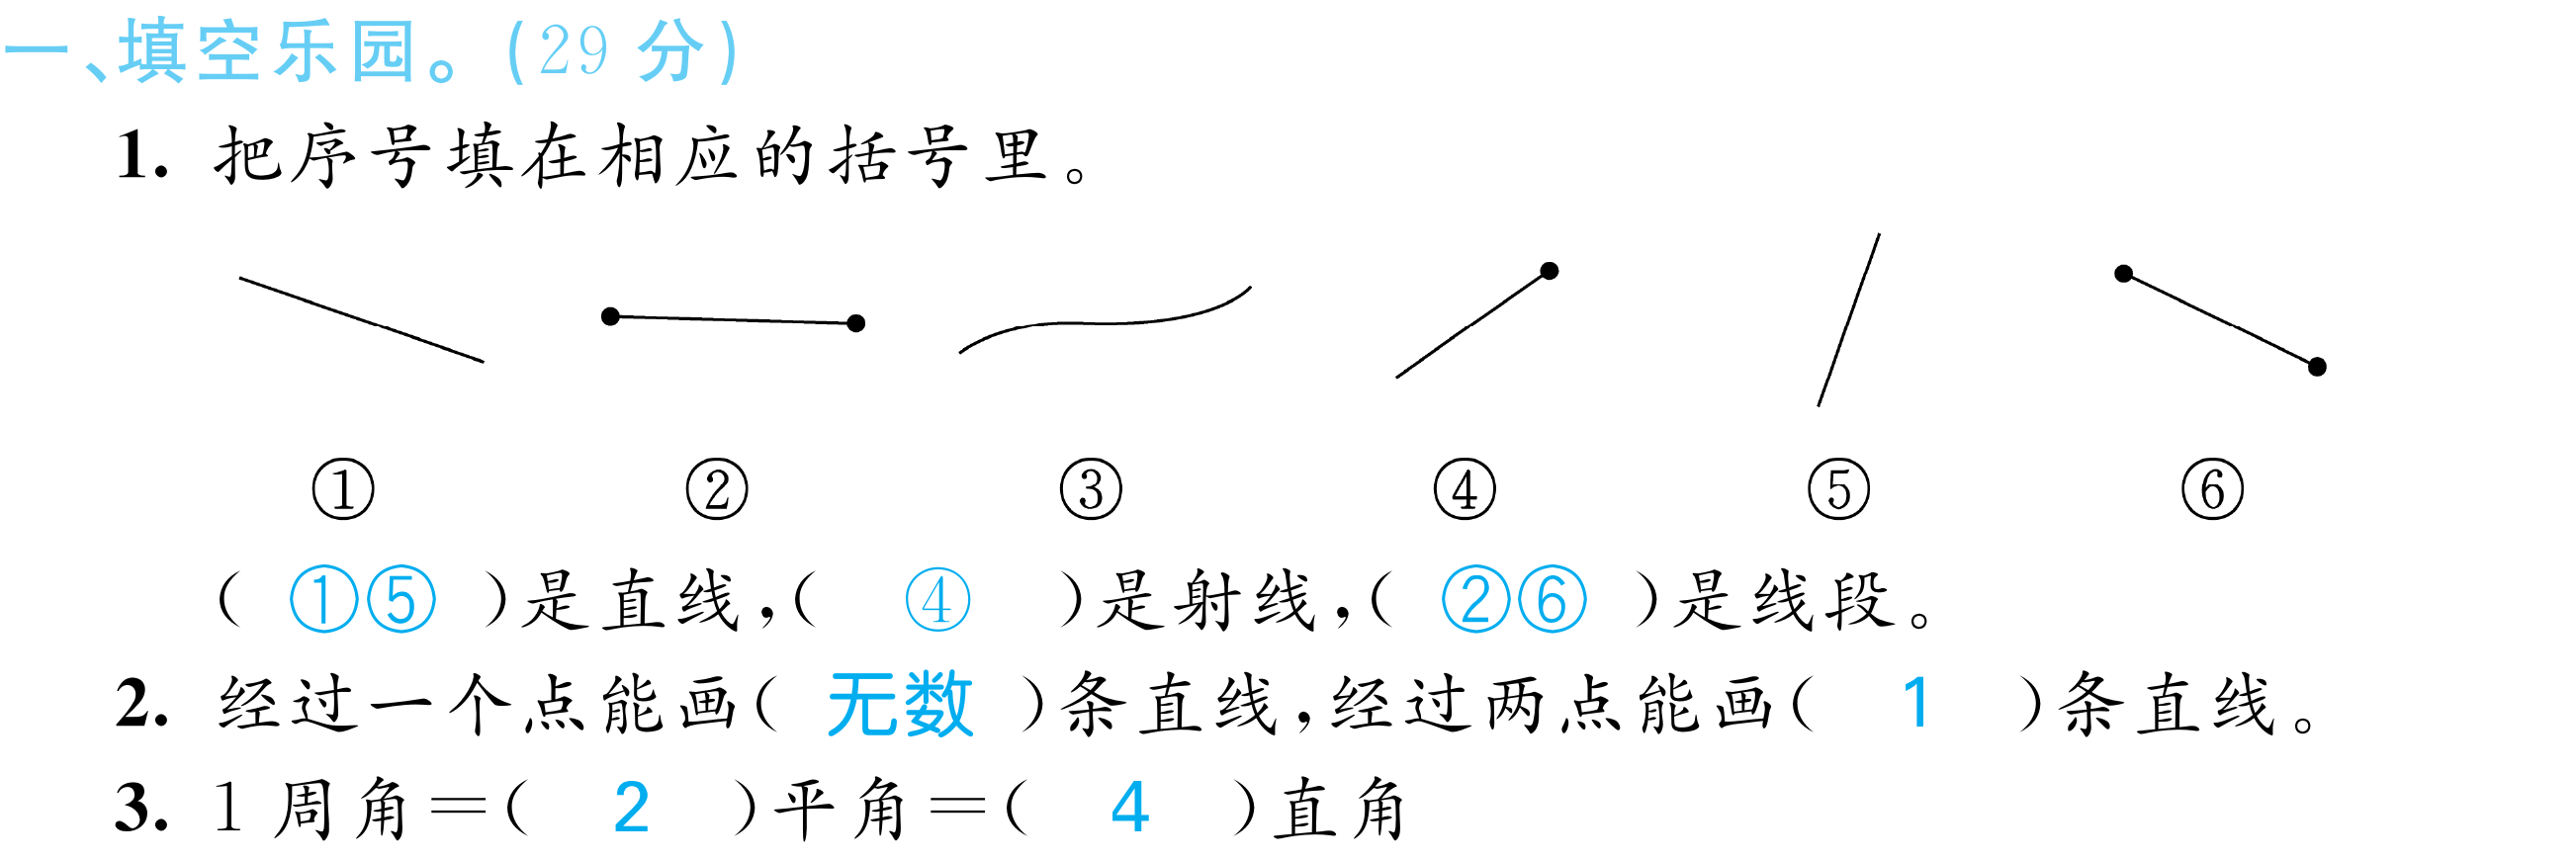 一、填空乐园。(29 分)
1. 把序号填在相应的括号里。
① ② ③ ④ ⑤ ⑥
( ①⑤ )是直线,( ④ )是射线,( ②⑥ )是线段。
2. 经过一个点能画( 无数 )条直线,经过两点能画( 1 )条直线。
3. 1 周角=( 2 )平角=( 4 )直角